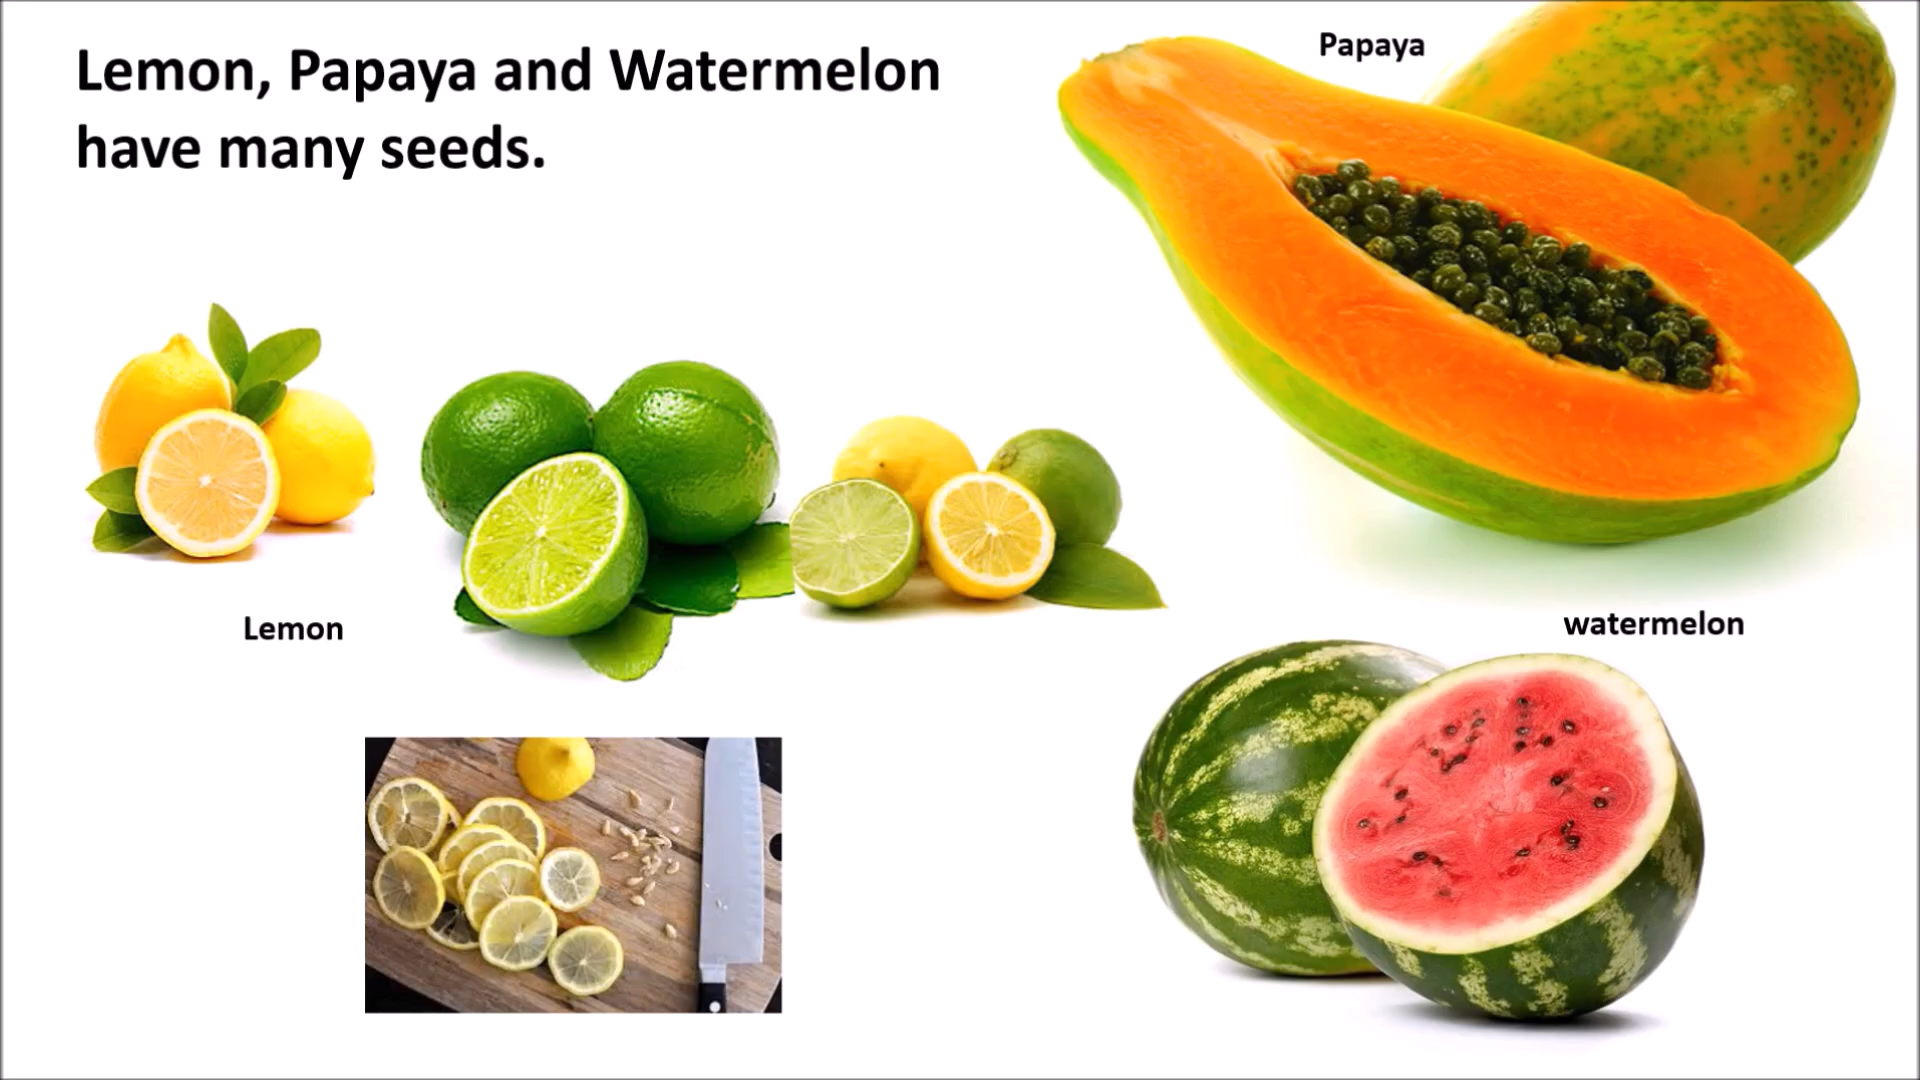 Lemon, Papaya and Watermelon
have many seeds.
Papaya
Lemon
watermelon